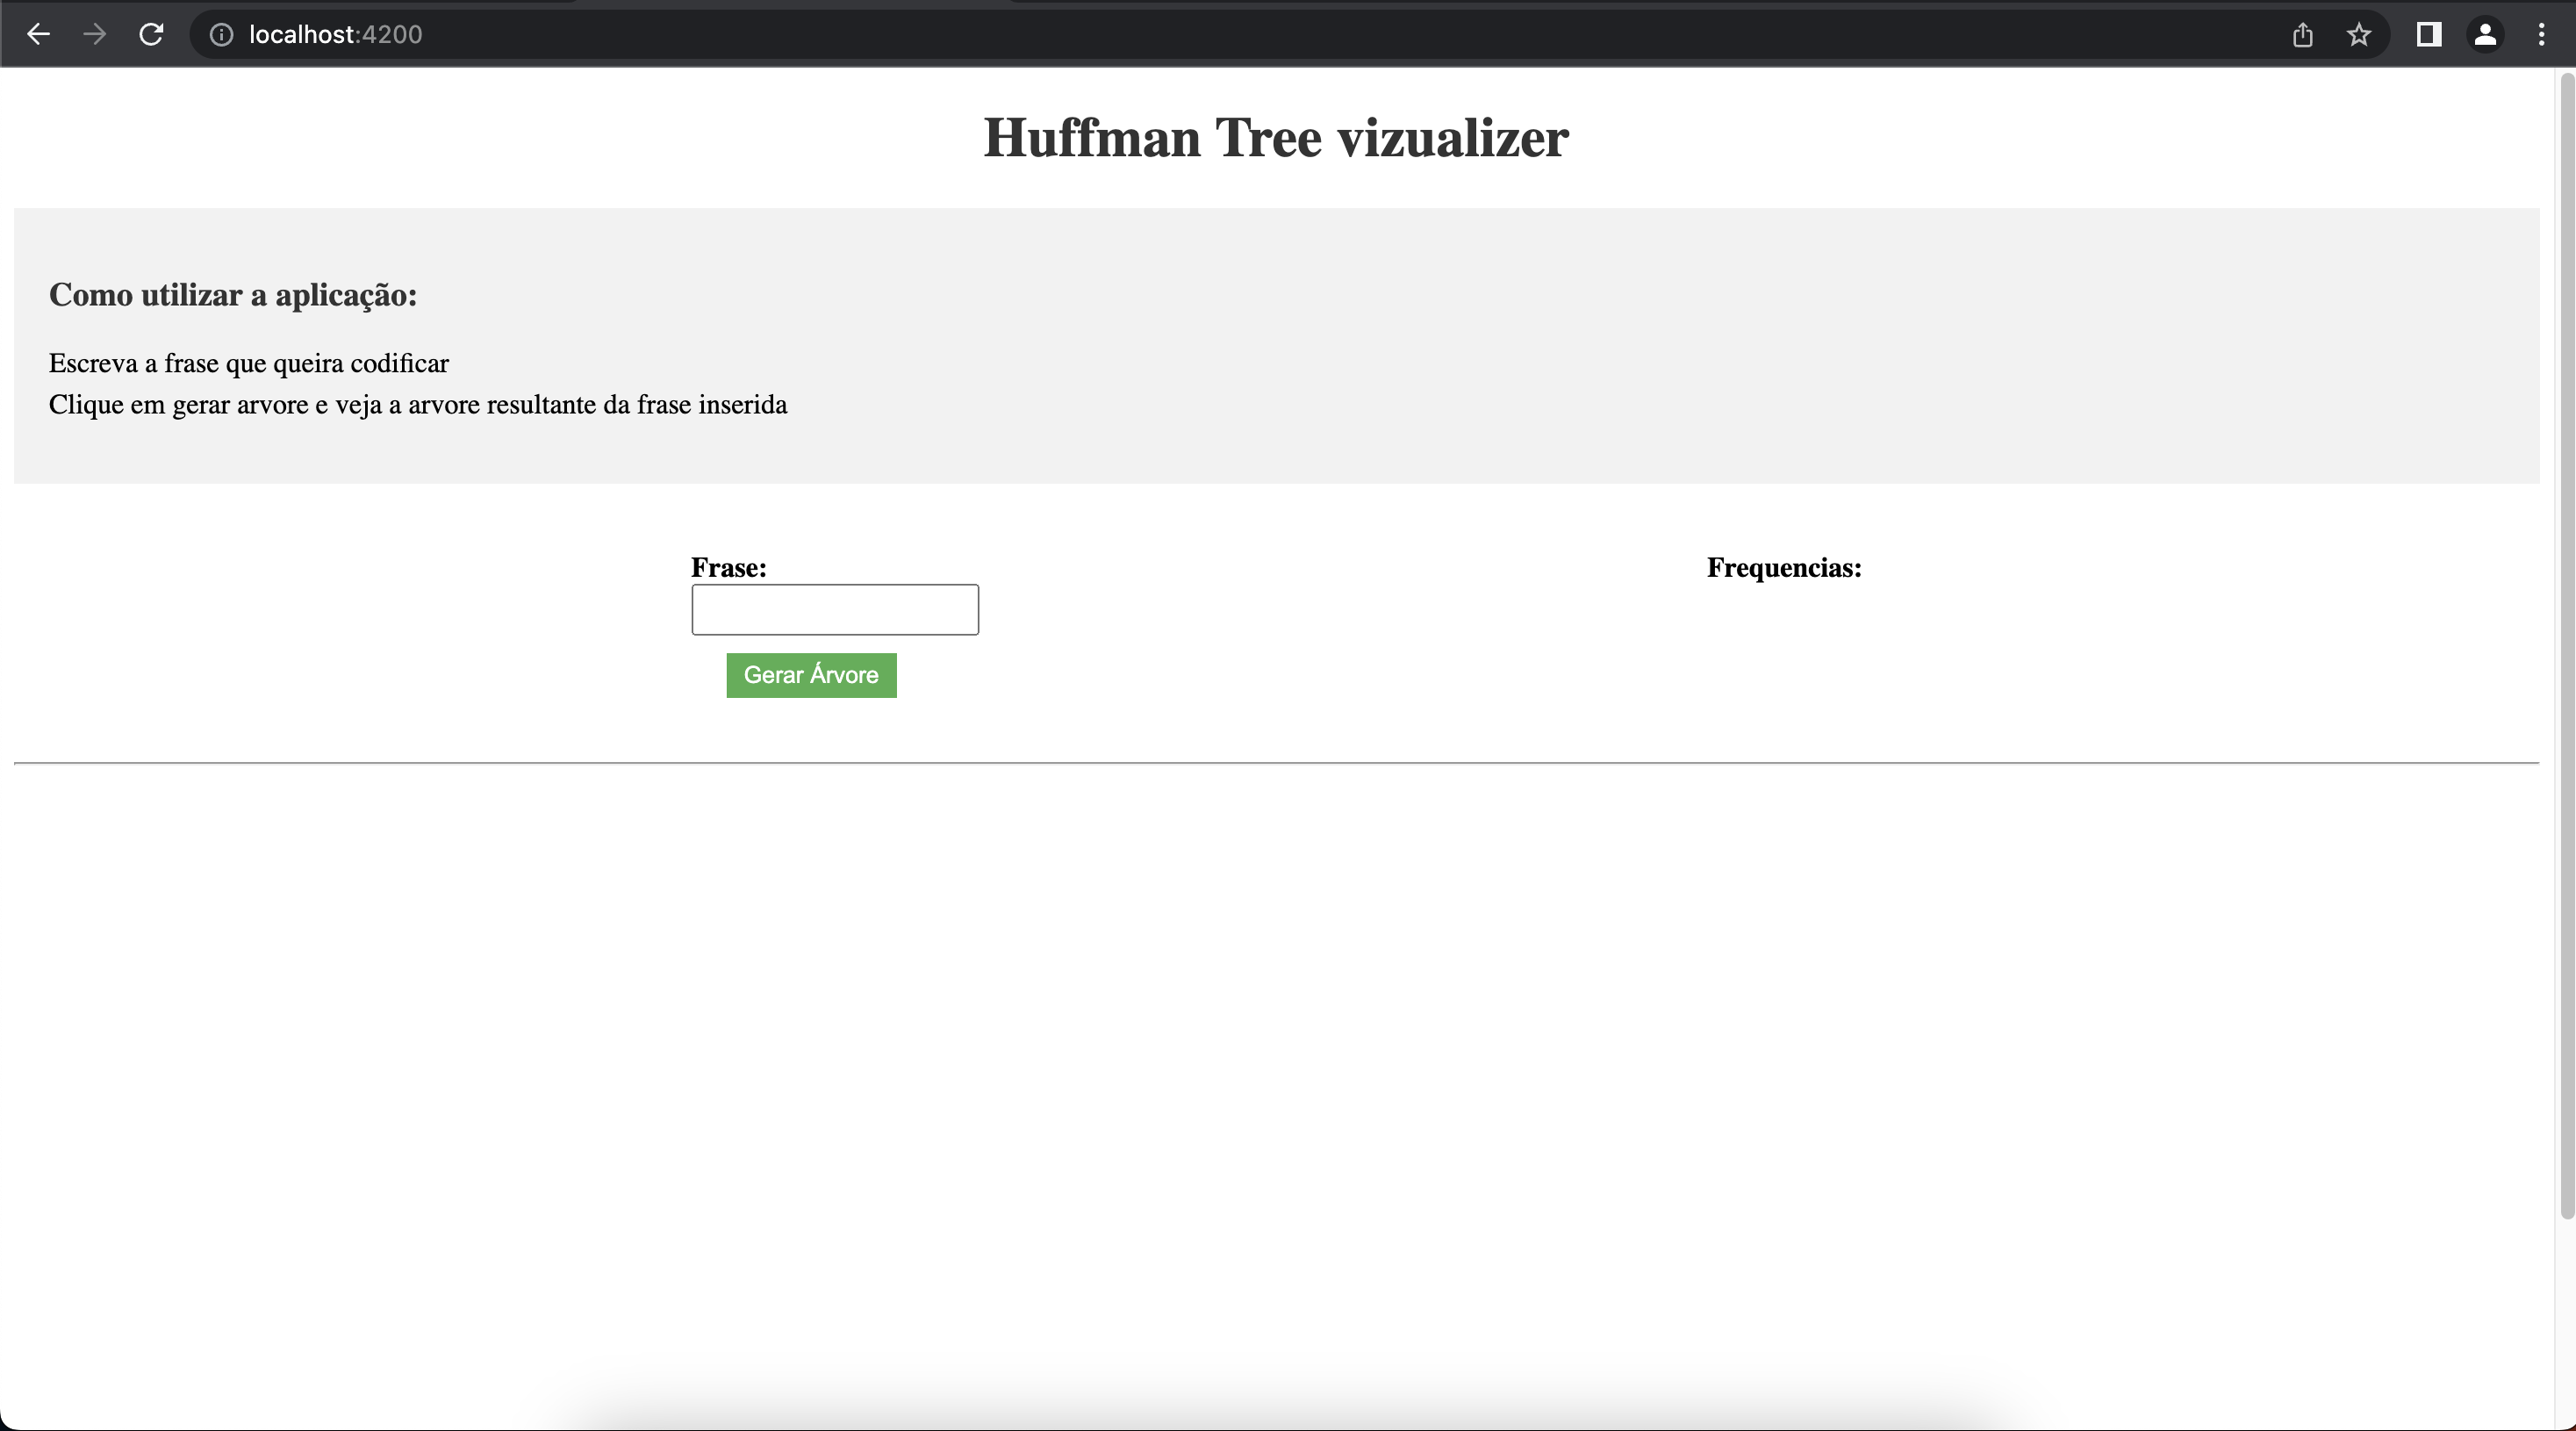 localhost:4200
Huffman Tree vizualizer
Como utilizar a aplicação:
Escreva a frase que queira codificar
Clique em gerar arvore e veja a arvore resultante da frase inserida
Frase:
Frequencias:
Gerar Árvore